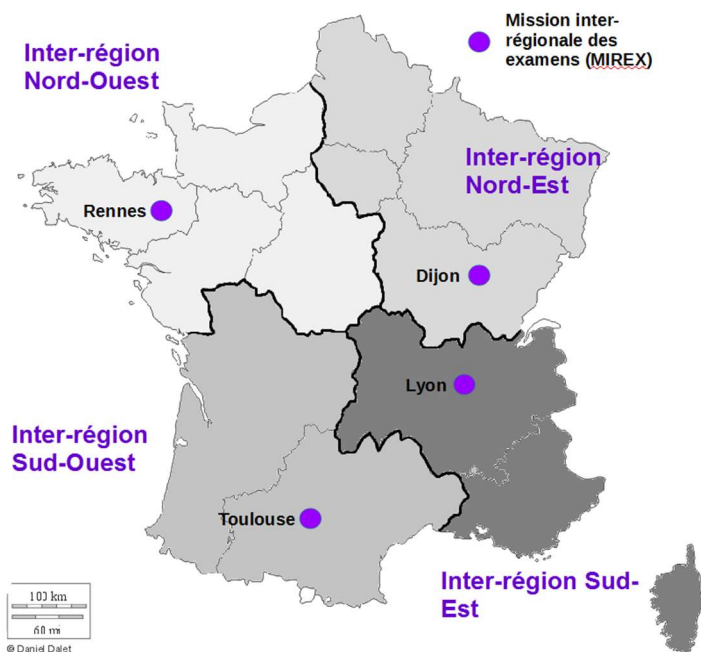 Mission inter-
régionale des
examens (MIREX)
Inter-région
Nord-Ouest
Inter-région
Nord-Est
Rennes
Dijon
Lyon
Inter-région
Sud-Ouest
Toulouse
Inter-région Sud-
Est
100 km
60 mi
© Daniel Dalet